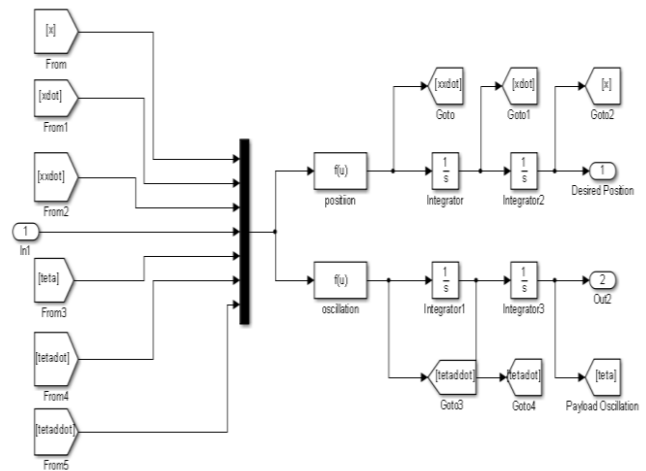 [x]
From
[xdot]
From1
[xxdot]
From2
1
In1
[teta]
From3
[tetadot]
From4
[tetaddot]
From5
[xxdot]
Goto
[xdot]
Goto1
[x]
Goto2
f(u)
positiion
1
s
Integrator
1
s
Integrator2
1
Desired Position
f(u)
oscillation
1
s
Integrator1
1
s
Integrator3
2
Out2
[tetaddot]
Goto3
[tetadot]
Goto4
[teta]
Payload Oscillation